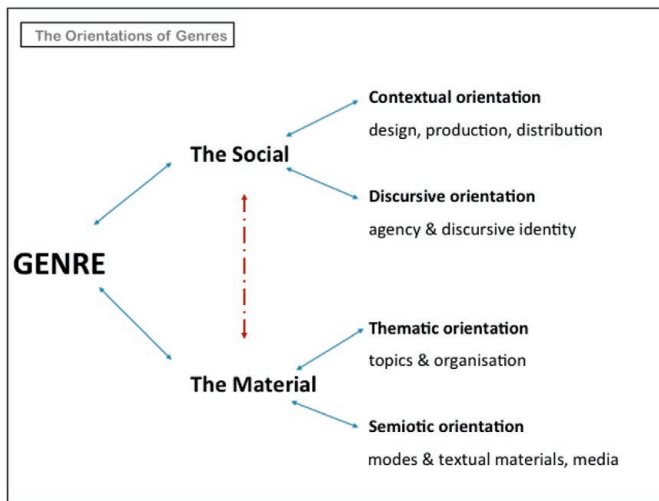 The Orientations of Genres
Contextual orientation
design, production, distribution
The Social
Discursive orientation
agency & discursive identity
GENRE
Thematic orientation
topics & organisation
The Material
Semiotic orientation
modes & textual materials, media